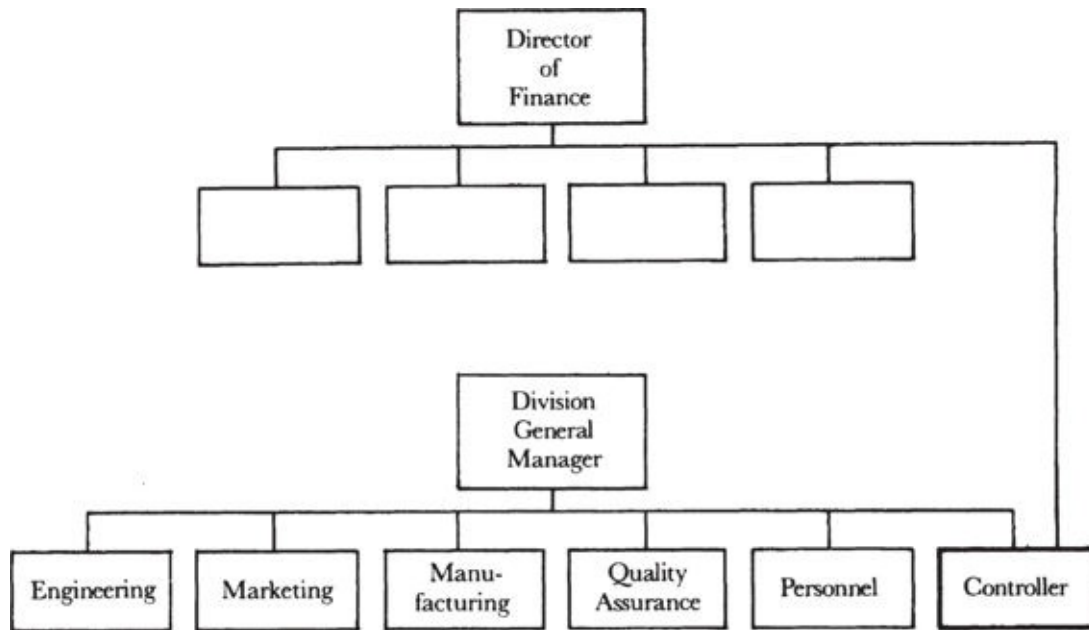 Director
of
Finance
Division
General
Manager
Engineering
Marketing
Manu-
facturing
Quality
Assurance
Personnel
Controller